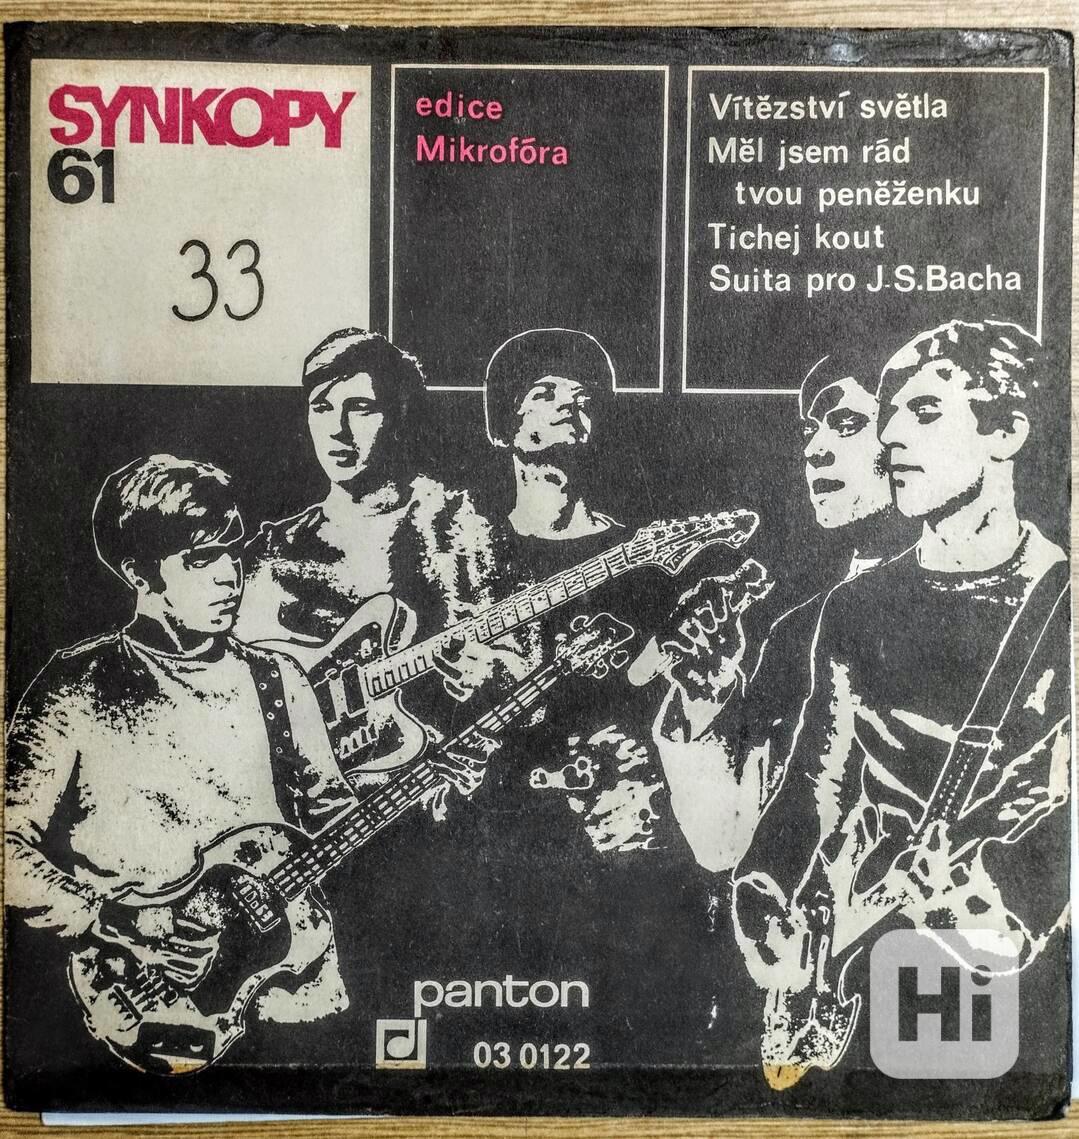 SYNKOPY
61
33
edice
Mikrofóra
Vítězství světla
Měl jsem rád
tvou peněženku
Tichej kout
Suita pro J.S.Bacha
panton
03 0122
Hi